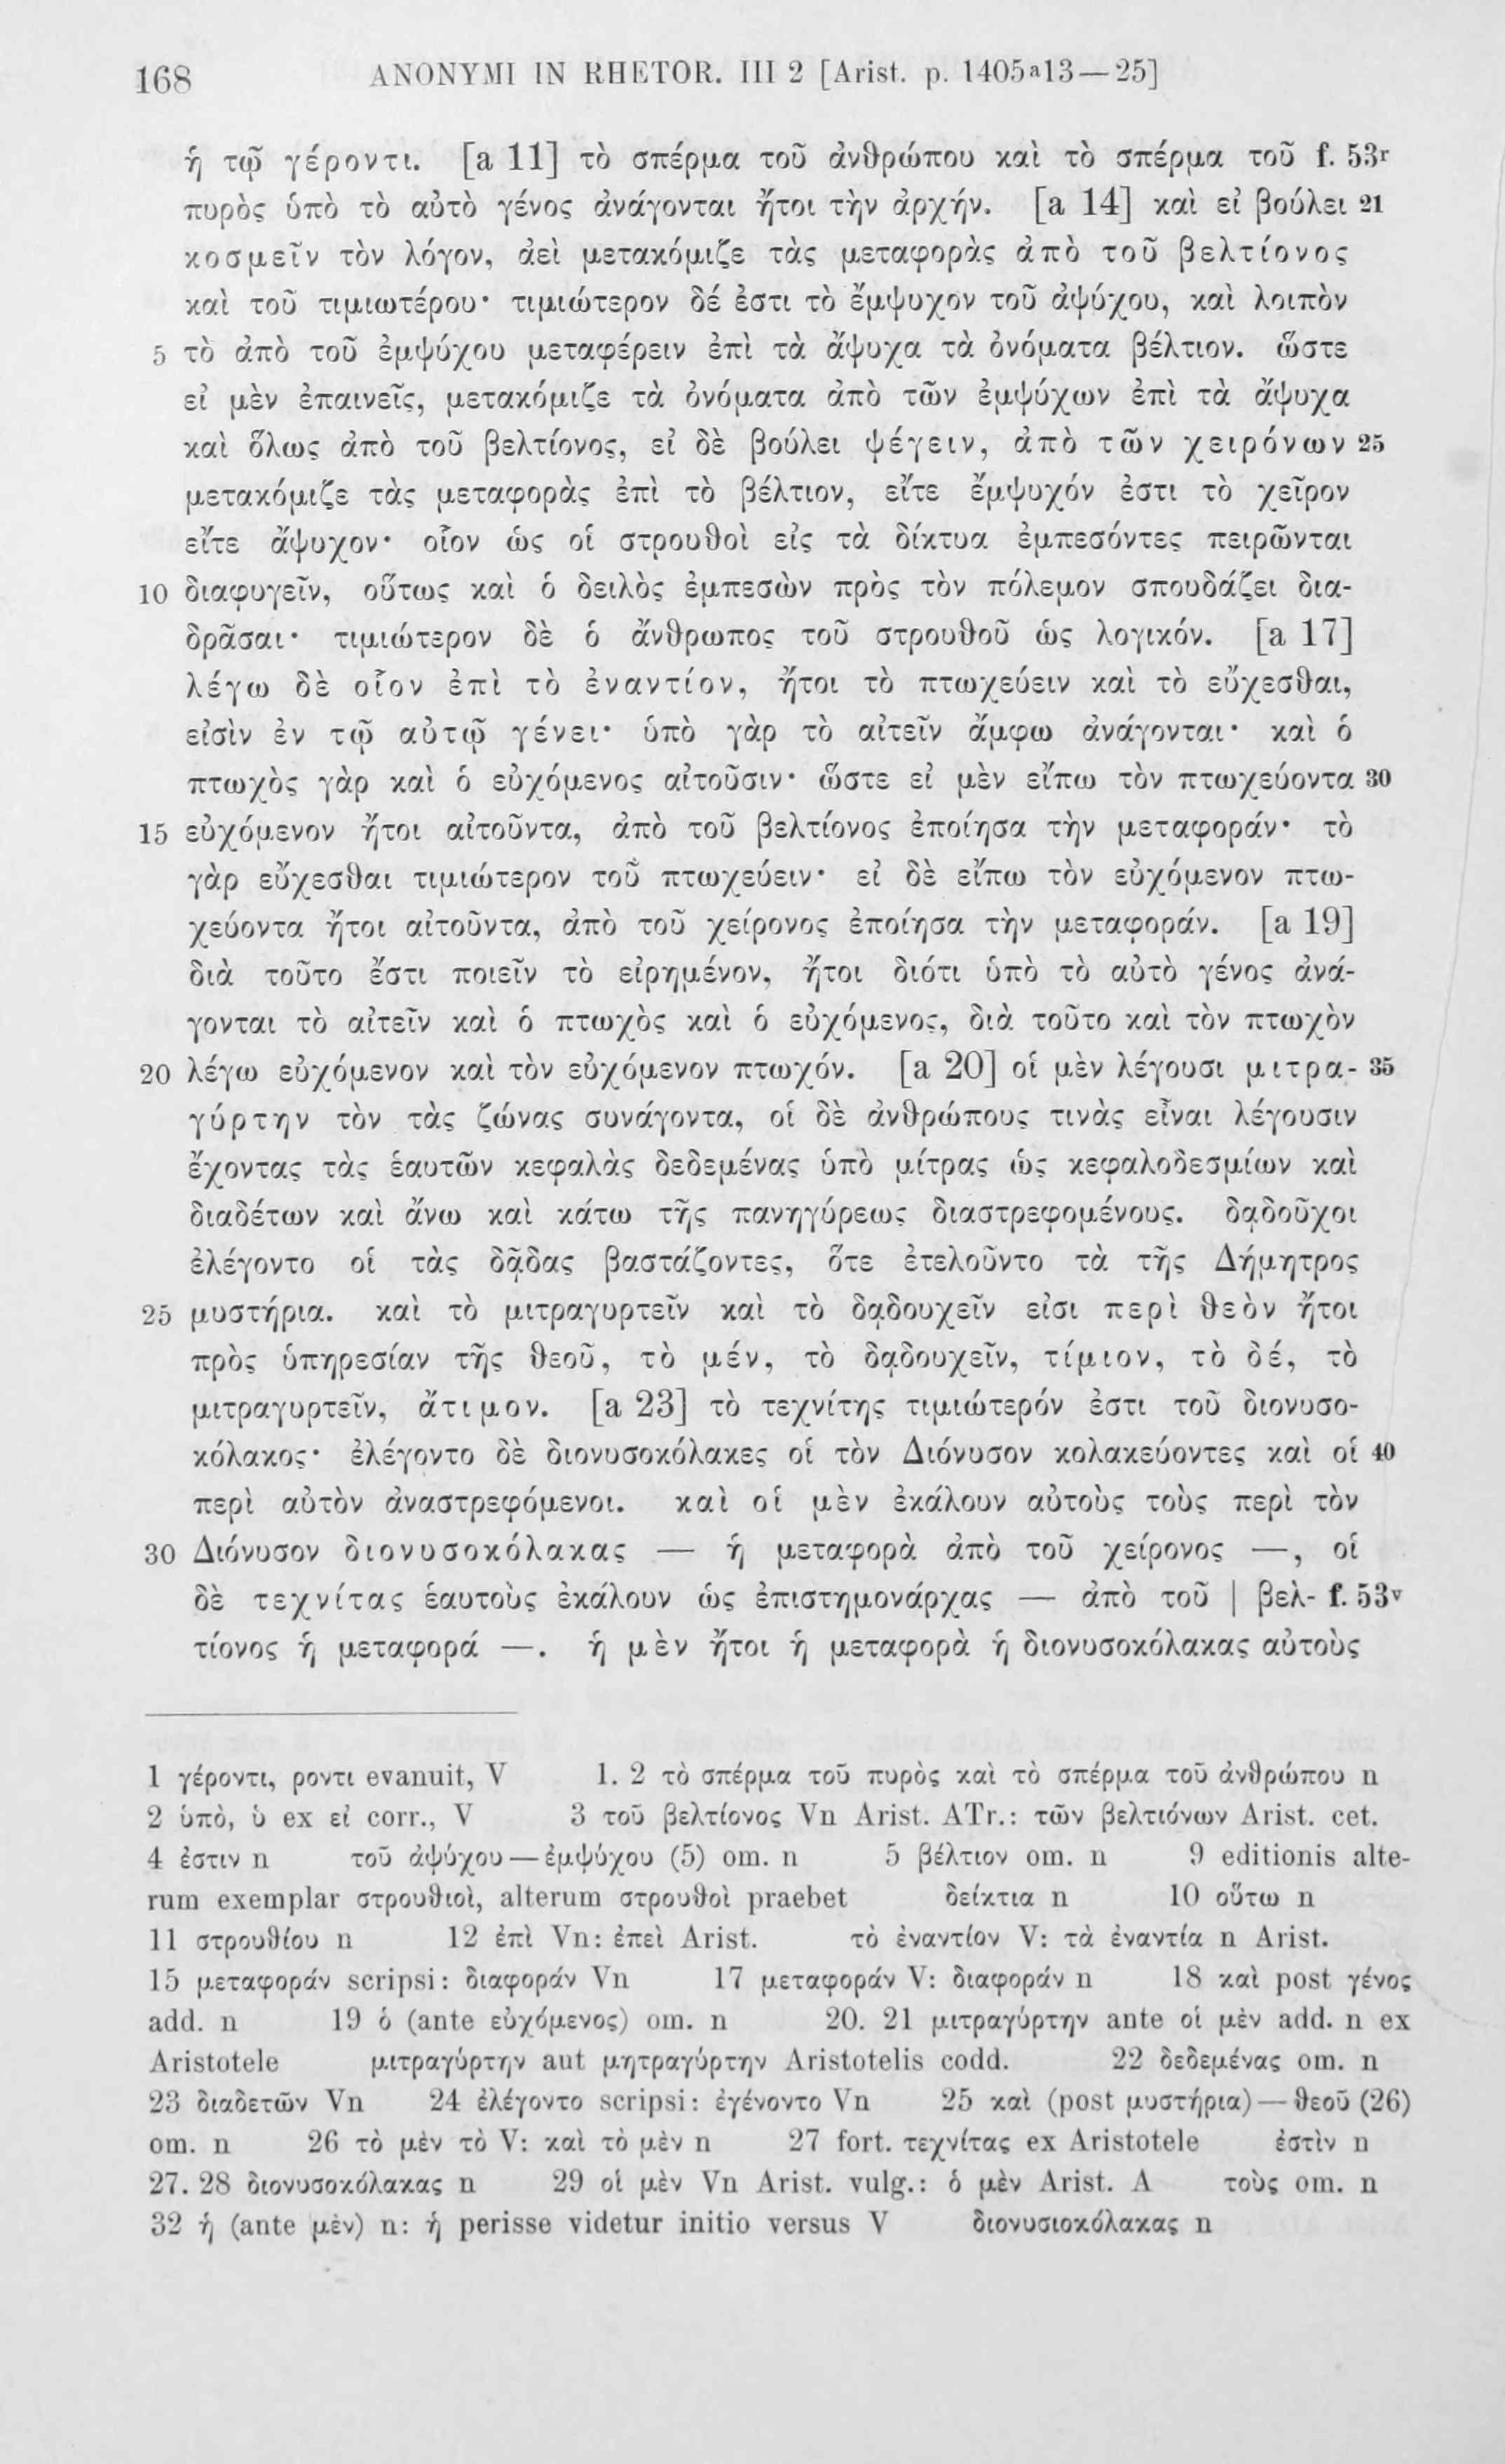 168 ANONYMI IN RHETOR. III 2 [Arist. p. 1405ᵃ13—25]
ἢ τῷ γέροντι. [a 11] τὸ σπέρμα τοῦ ἀνθρώπου καὶ τὸ σπέρμα τοῦ f. 53ʳ
πυρὸς ὑπὸ τὸ αὐτὸ γένος ἀνάγονται ἤτοι τὴν ἀρχήν. [a 14] καὶ εἰ βούλει 21
κοσμεῖν τὸν λόγον, ἀεὶ μετακόμιζε τὰς μεταφορὰς ἀπὸ τοῦ βελτίονος
καὶ τοῦ τιμιωτέρου· τιμιώτερον δέ ἐστι τὸ ἔμψυχον τοῦ ἀψύχου, καὶ λοιπὸν
5 τὸ ἀπὸ τοῦ ἐμψύχου μεταφέρειν ἐπὶ τὰ ἄψυχα τὰ ὀνόματα βέλτιον. ὥστε
εἰ μὲν ἐπαινεῖς, μετακόμιζε τὰ ὀνόματα ἀπὸ τῶν ἐμψύχων ἐπὶ τὰ ἄψυχα
καὶ ὅλως ἀπὸ τοῦ βελτίονος, εἰ δὲ βούλει ψέγειν, ἀπὸ τῶν χειρόνων 25
μετακόμιζε τὰς μεταφορὰς ἐπὶ τὸ βέλτιον, εἴτε ἔμψυχόν ἐστι τὸ χεῖρον
εἴτε ἄψυχον· οἷον ὡς οἱ στρουθοὶ εἰς τὰ δίκτυα ἐμπεσόντες πειρῶνται
10 διαφυγεῖν, οὕτως καὶ ὁ δειλὸς ἐμπεσὼν πρὸς τὸν πόλεμον σπουδάζει δια-
δρᾶσαι· τιμιώτερον δὲ ὁ ἄνθρωπος τοῦ στρουθοῦ ὡς λογικόν. [a 17]
λέγω δὲ οἷον ἐπὶ τὸ ἐναντίον, ἤτοι τὸ πτωχεύειν καὶ τὸ εὔχεσθαι,
εἰσὶν ἐν τῷ αὐτῷ γένει· ὑπὸ γὰρ τὸ αἰτεῖν ἄμφω ἀνάγονται· καὶ ὁ
πτωχὸς γὰρ καὶ ὁ εὐχόμενος αἰτοῦσιν· ὥστε εἰ μὲν εἴπω τὸν πτωχεύοντα 30
15 εὐχόμενον ἤτοι αἰτοῦντα, ἀπὸ τοῦ βελτίονος ἐποίησα τὴν μεταφοράν· τὸ
γὰρ εὔχεσθαι τιμιώτερον τοῦ πτωχεύειν· εἰ δὲ εἴπω τὸν εὐχόμενον πτω-
χεύοντα ἤτοι αἰτοῦντα, ἀπὸ τοῦ χείρονος ἐποίησα τὴν μεταφοράν. [a 19]
διὰ τοῦτο ἔστι ποιεῖν τὸ εἰρημένον, ἤτοι διότι ὑπὸ τὸ αὐτὸ γένος ἀνά-
γονται τὸ αἰτεῖν καὶ ὁ πτωχὸς καὶ ὁ εὐχόμενος, διὰ τοῦτο καὶ τὸν πτωχὸν
20 λέγω εὐχόμενον καὶ τὸν εὐχόμενον πτωχόν. [a 20] οἱ μὲν λέγουσι μιτρα- 35
γύρτην τὸν τὰς ζώνας συνάγοντα, οἱ δὲ ἀνθρώπους τινὰς εἶναι λέγουσιν
ἔχοντας τὰς ἑαυτῶν κεφαλὰς δεδεμένας ὑπὸ μίτρας ὡς κεφαλοδεσμίων καὶ
διαδέτων καὶ ἄνω καὶ κάτω τῆς πανηγύρεως διαστρεφομένους. δᾳδοῦχοι
ἐλέγοντο οἱ τὰς δᾷδας βαστάζοντες, ὅτε ἐτελοῦντο τὰ τῆς Δήμητρος
25 μυστήρια. καὶ τὸ μιτραγυρτεῖν καὶ τὸ δᾳδουχεῖν εἰσι περὶ θεὸν ἤτοι
πρὸς ὑπηρεσίαν τῆς θεοῦ, τὸ μέν, τὸ δᾳδουχεῖν, τίμιον, τὸ δέ, τὸ
μιτραγυρτεῖν, ἄτιμον. [a 23] τὸ τεχνίτης τιμιώτερόν ἐστι τοῦ διονυσο-
κόλακος· ἐλέγοντο δὲ διονυσοκόλακες οἱ τὸν Διόνυσον κολακεύοντες καὶ οἱ 40
περὶ αὐτὸν ἀναστρεφόμενοι. καὶ οἱ μὲν ἐκάλουν αὐτοὺς τοὺς περὶ τὸν
30 Διόνυσον διονυσοκόλακας — ἡ μεταφορὰ ἀπὸ τοῦ χείρονος —, οἱ
δὲ τεχνίτας ἑαυτοὺς ἐκάλουν ὡς ἐπιστημονάρχας — ἀπὸ τοῦ | βελ- f. 53ᵛ
τίονος ἡ μεταφορά —. ἡ μὲν ἤτοι ἡ μεταφορὰ ἡ διονυσοκόλακας αὐτοὺς
1 γέροντι, ροντι evanuit, V 1. 2 τὸ σπέρμα τοῦ πυρὸς καὶ τὸ σπέρμα τοῦ ἀνθρώπου n
2 ὑπὸ, ὑ ex εἰ corr., V 3 τοῦ βελτίονος Vn Arist. ATr.: τῶν βελτιόνων Arist. cet.
4 ἐστιν n τοῦ ἀψύχου—ἐμψύχου (5) om. n 5 βέλτιον om. n 9 editionis alte-
rum exemplar στρουθιοὶ, alterum στρουθοὶ praebet δείκτια n 10 οὕτω n
11 στρουθίου n 12 ἐπὶ Vn: ἐπεὶ Arist. τὸ ἐναντίον V: τὰ ἐναντία n Arist.
15 μεταφοράν scripsi: διαφοράν Vn 17 μεταφοράν V: διαφοράν n 18 καὶ post γένος
add. n 19 ὁ (ante εὐχόμενος) om. n 20. 21 μιτραγύρτην ante οἱ μὲν add. n ex
Aristotele μιτραγύρτην aut μητραγύρτην Aristotelis codd. 22 δεδεμένας om. n
23 διαδετῶν Vn 24 ἐλέγοντο scripsi: ἐγένοντο Vn 25 καὶ (post μυστήρια)—θεοῦ (26)
om. n 26 τὸ μὲν τὸ V: καὶ τὸ μὲν n 27 fort. τεχνίτας ex Aristotele ἐστὶν n
27. 28 διονυσοκόλακας n 29 οἱ μὲν Vn Arist. vulg.: ὁ μὲν Arist. A τοὺς om. n
32 ἡ (ante μὲν) n: ἡ perisse videtur initio versus V διονυσιοκόλακας n